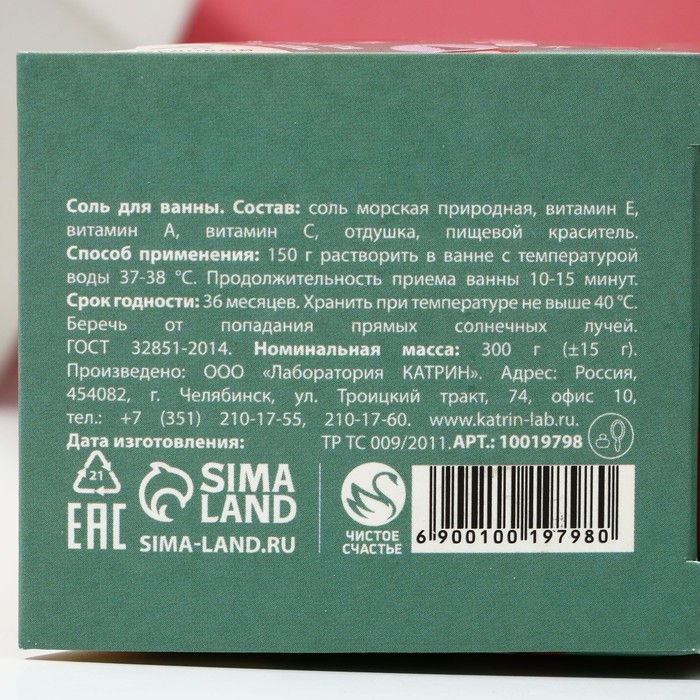 Соль для ванны. Состав: соль морская природная, витамин Е,
витамин А, витамин С, отдушка, пищевой краситель.
Способ применения: 150 г растворить в ванне с температурой
воды 37-38 °С. Продолжительность приема ванны 10-15 минут.
Срок годности: 36 месяцев. Хранить при температуре не выше 40 °С.
Беречь от попадания прямых солнечных лучей.
ГОСТ 32851-2014. Номинальная масса: 300 г (±15 г).
Произведено: ООО «Лаборатория КАТРИН». Адрес: Россия,
454082, г. Челябинск, ул. Троицкий тракт, 74, офис 10,
тел.: +7 (351) 210-17-55, 210-17-60. www.katrin-lab.ru.
Дата изготовления: ТР ТС 009/2011. АРТ.: 10019798
21
EAC
SIMA
LAND
SIMA-LAND.RU
ЧИСТОЕ
СЧАСТЬЕ
6 900100 197980